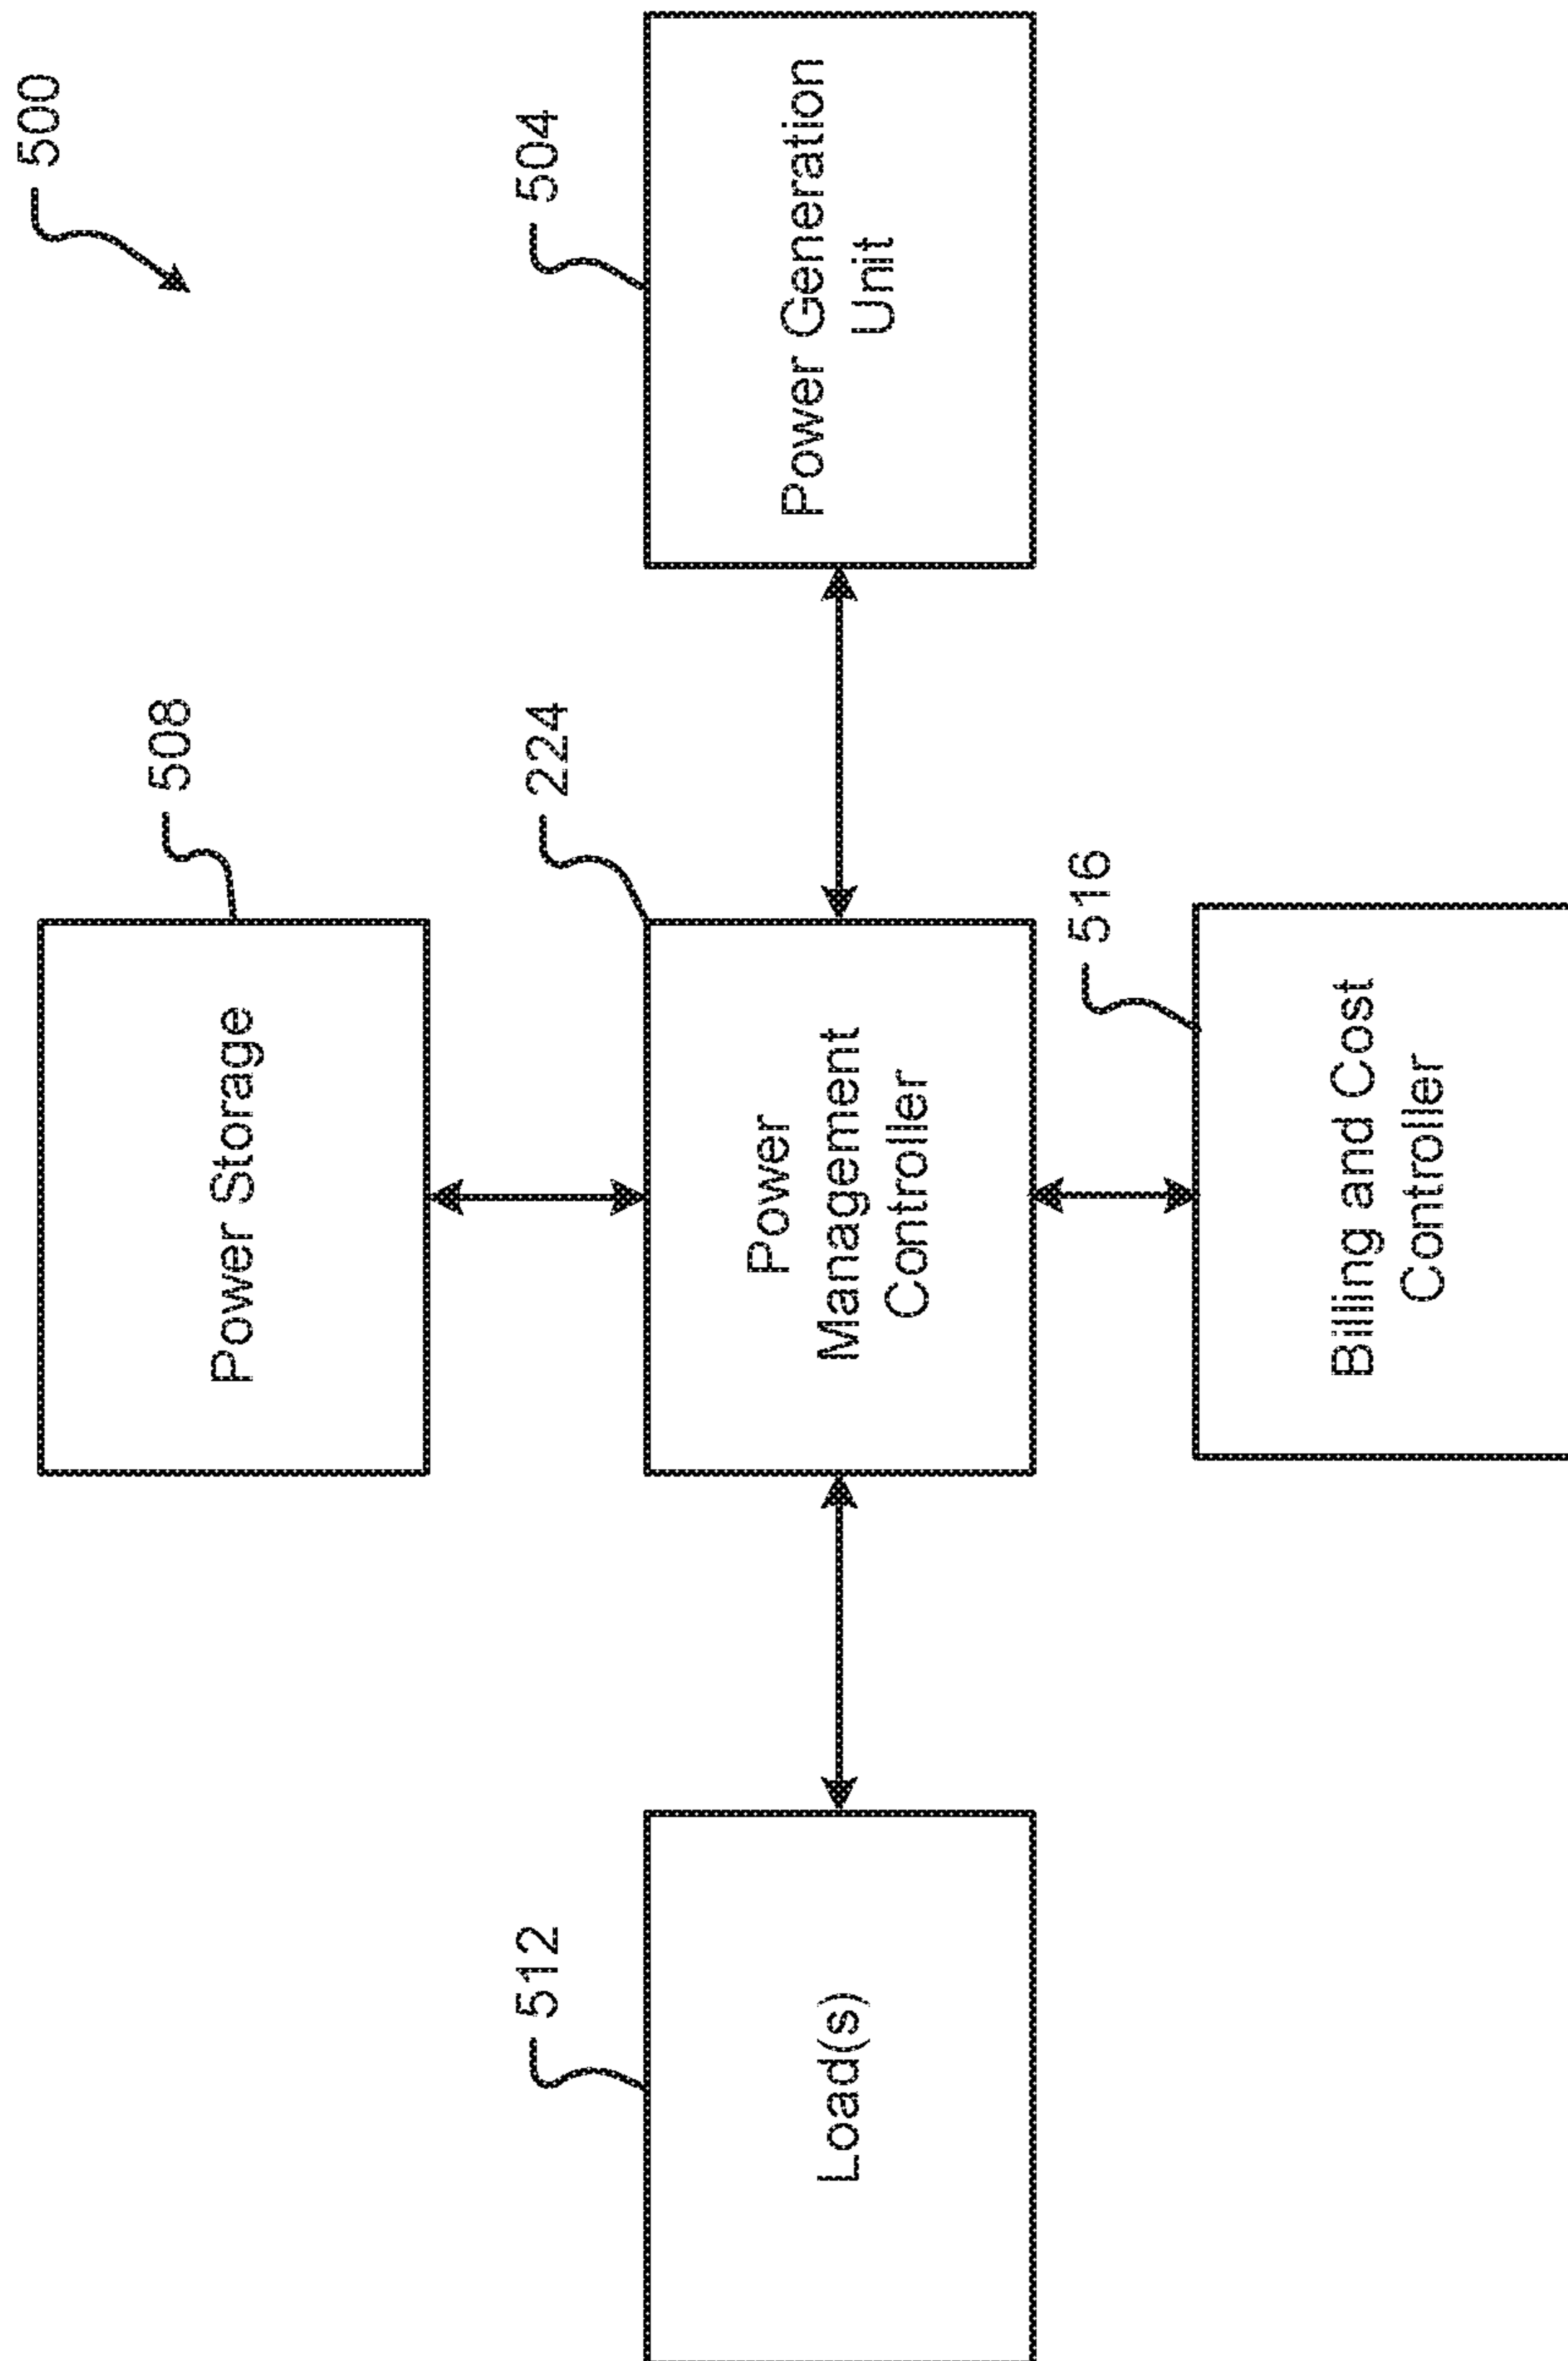 500
504
Power Generation
Unit
508
Power Storage
224
Power
Management
Controller
516
Billing and Cost
Controller
512
Load(s)